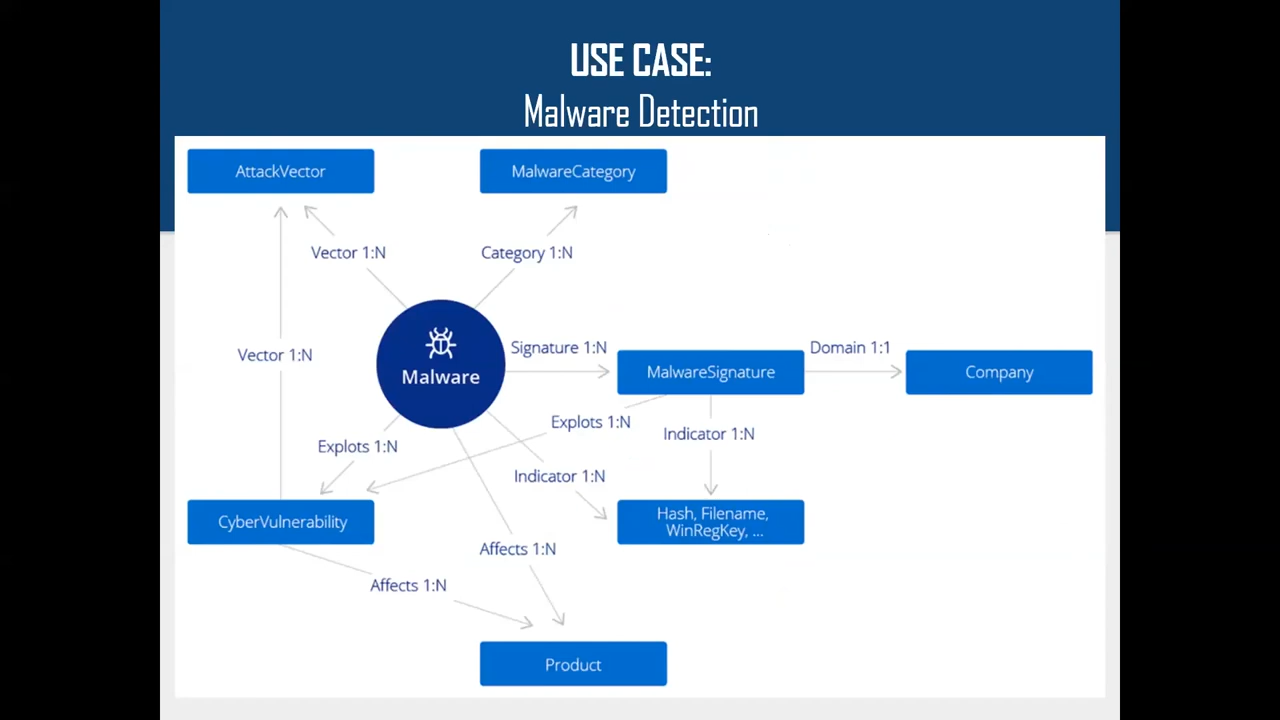 USE CASE:
Malware Detection
AttackVector
MalwareCategory
Vector 1:N
Category 1:N
Vector 1:N
Malware
Signature 1:N
MalwareSignature
Domain 1:1
Company
Explots 1:N
Explots 1:N
Indicator 1:N
Indicator 1:N
CyberVulnerability
Hash, Filename,
WinRegKey, ...
Affects 1:N
Affects 1:N
Product